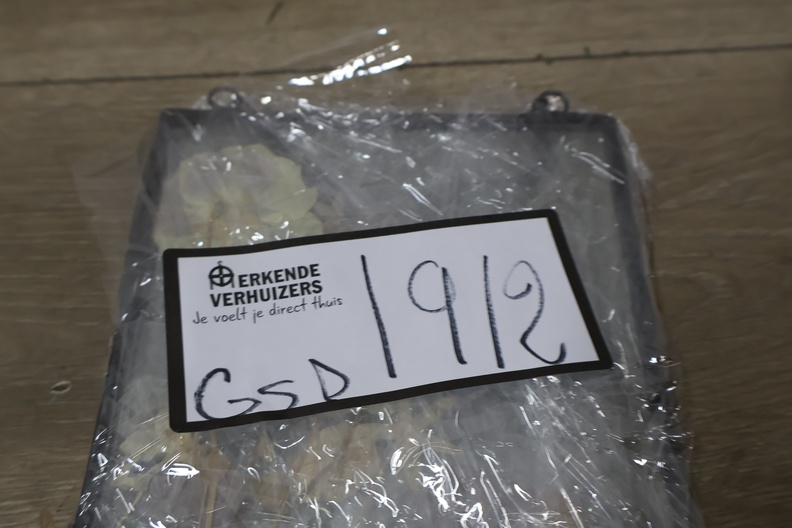 ERKENDE
VERHUIZERS
Je voelt je direct thuis
GSD 1912